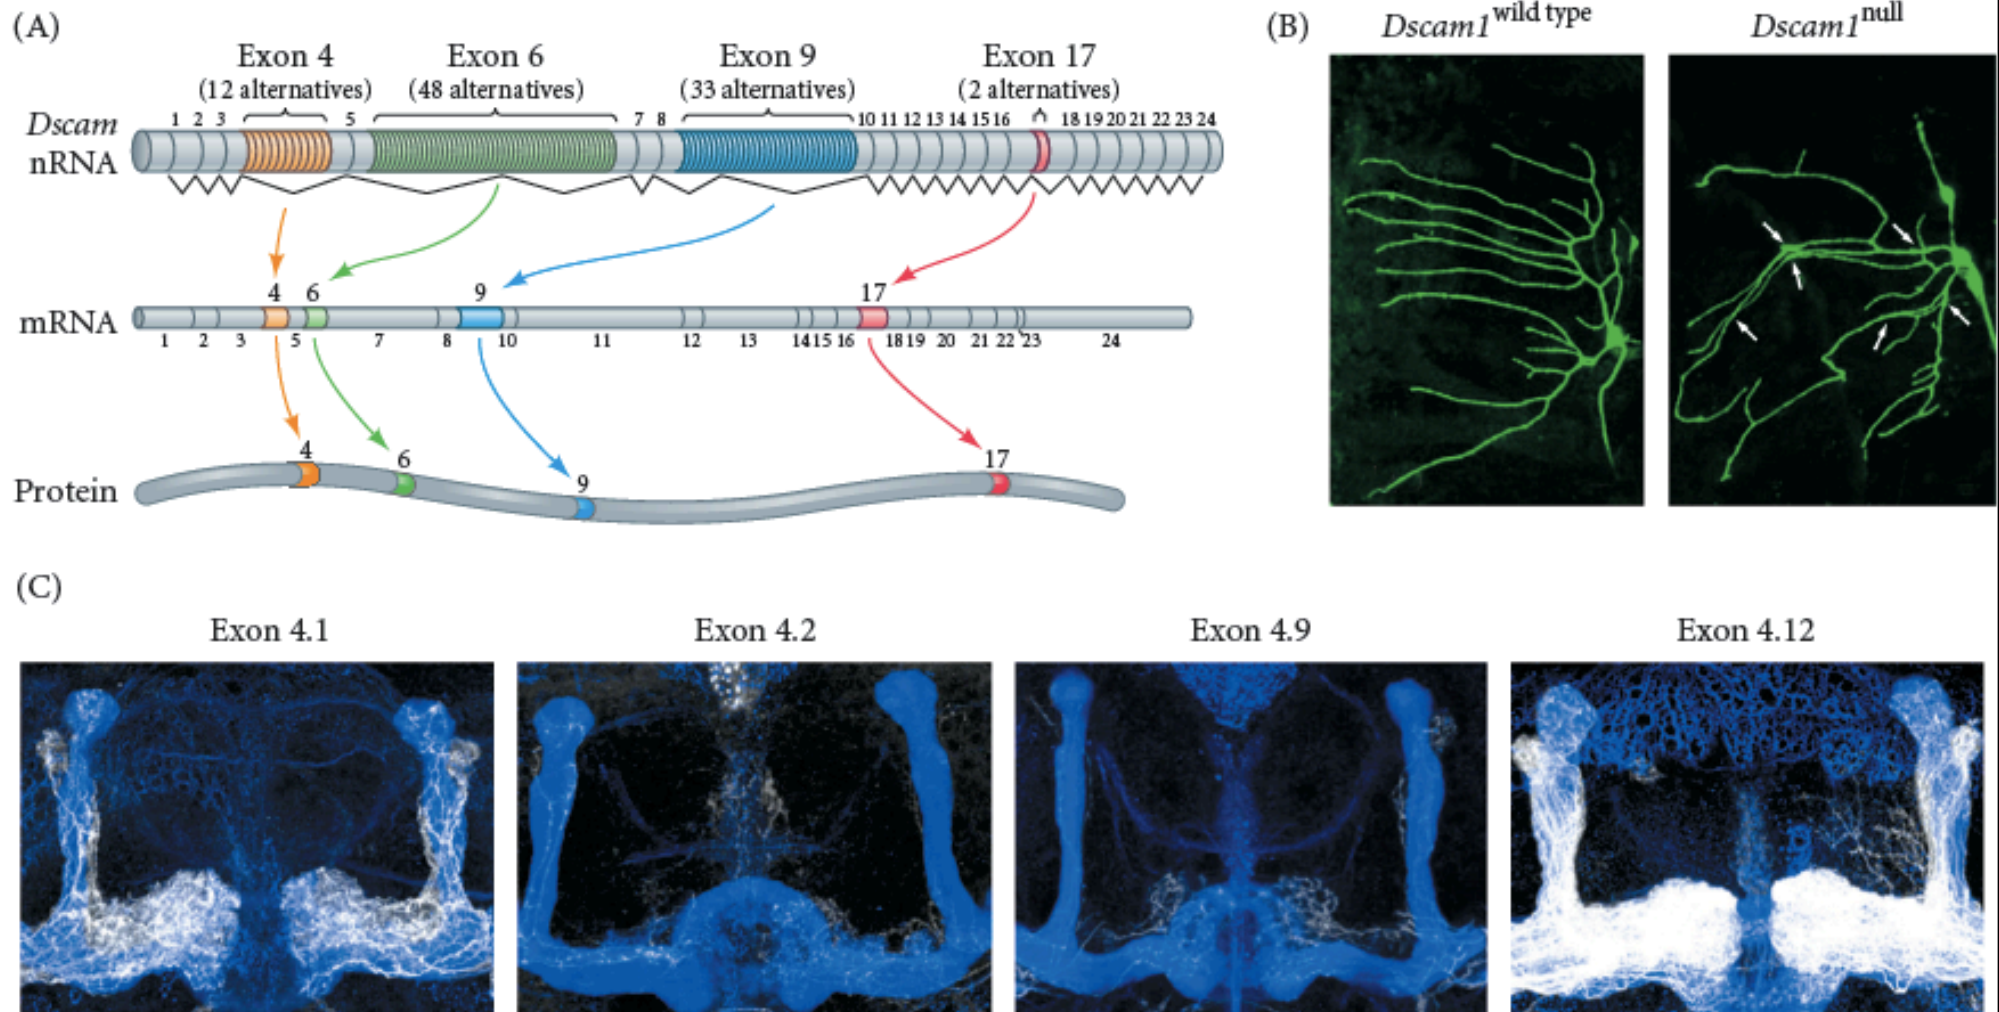 (A)
Exon 4
(12 alternatives)
Exon 6
(48 alternatives)
Exon 9
(33 alternatives)
Exon 17
(2 alternatives)
1 2 3 5 7 8 10 11 12 13 14 15 16 18 19 20 21 22 23 24
Dscam
nRNA
4 6 9 17
mRNA
1 2 3 5 7 8 10 11 12 13 14 15 16 18 19 20 21 22 23 24
4 6 9 17
Protein
(B)
Dscam1 wild type
Dscam1 null
(C)
Exon 4.1
Exon 4.2
Exon 4.9
Exon 4.12